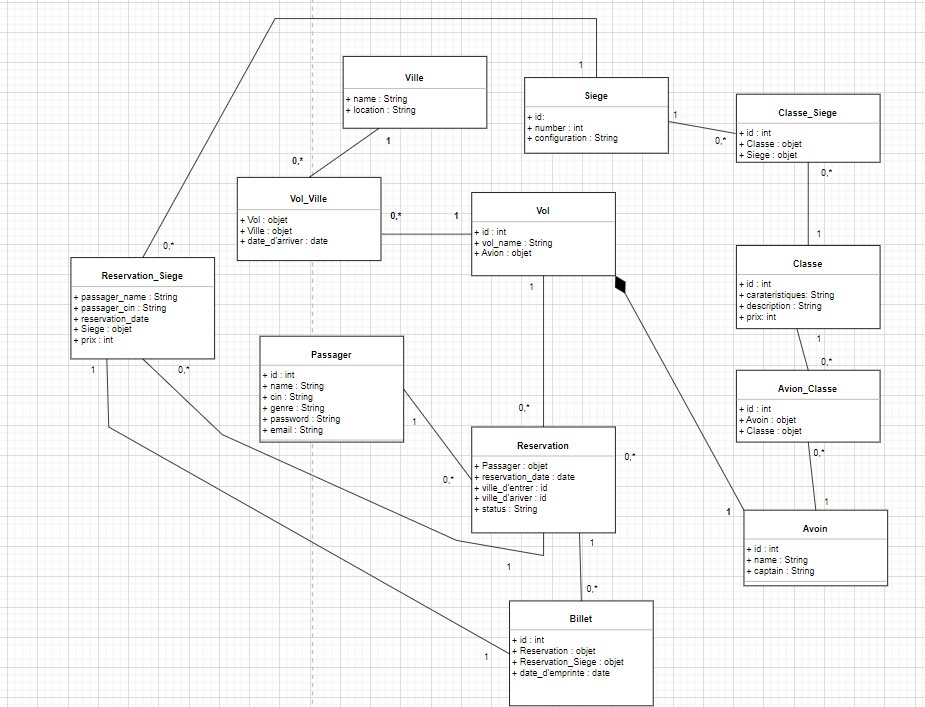 1
Ville
+ name : String
+ location : String
1
0,*
Siege
+ id:
+ number : int
+ configuration : String
1
0,*
Classe_Siege
+ id : int
+ Classe : objet
+ Siege : objet
0,*
1
Vol_Ville
+ Vol : objet
+ Ville : objet
+ date_d'arriver : date
0,*
1
Vol
+ id : int
+ vol_name : String
+ Avion : objet
1
0,*
0,*
Reservation_Siege
+ passager_name : String
+ passager_cin : String
+ reservation_date
+ Siege : objet
+ prix : int
1
0,*
Classe
+ id : int
+ carateristiques: String
+ description : String
+ prix: int
1
0,*
Passager
+ id : int
+ name : String
+ cin : String
+ genre : String
+ password : String
+ email : String
1
0,*
Avion_Classe
+ id : int
+ Avoin : objet
+ Classe : objet
0,*
1
Reservation
+ Passager : objet
+ reservation_date : date
+ ville_d'entrer : id
+ ville_d'ariver : id
+ status : String
0,*
1
1
0,*
1
Avoin
+ id : int
+ name : String
+ captain : String
Billet
+ id : int
+ Reservation : objet
+ Reservation_Siege : objet
+ date_d'emprinte : date
1